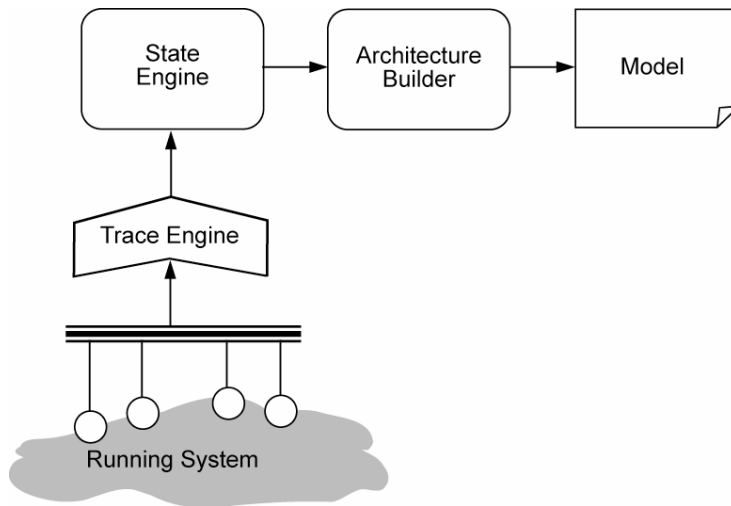 State
Engine
Architecture
Builder
Model
Trace Engine
Running System